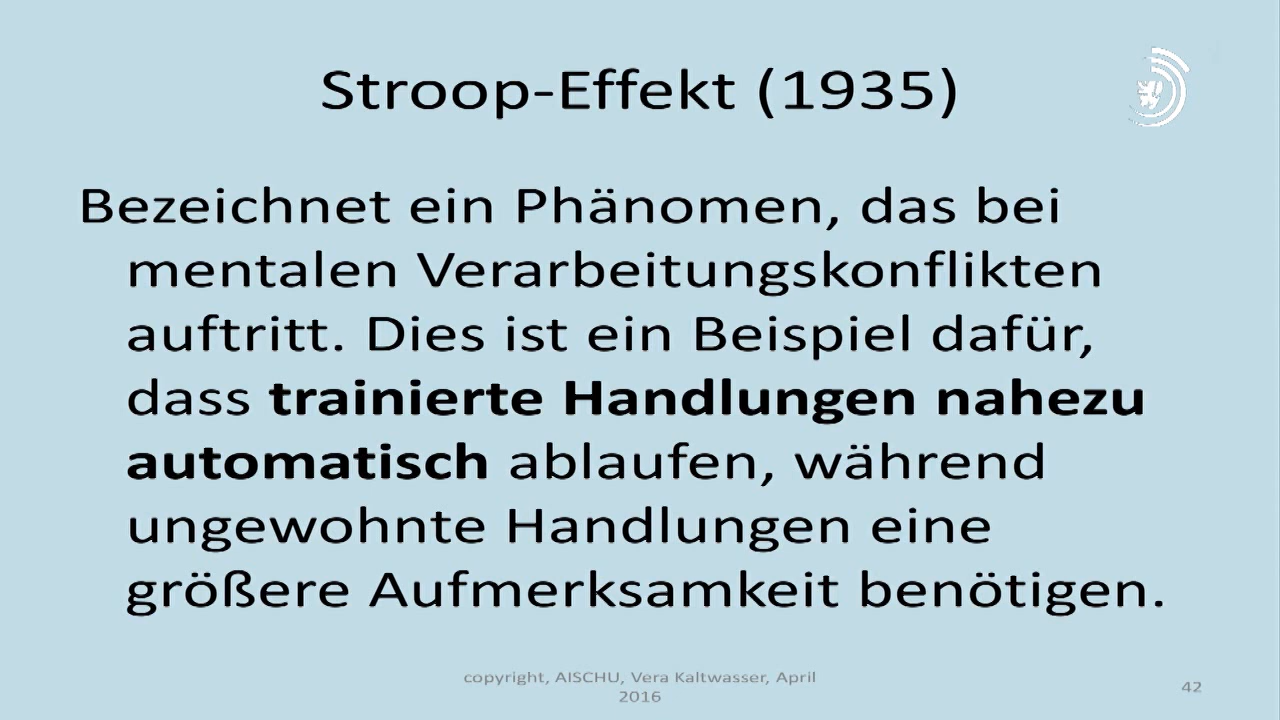 Stroop-Effekt (1935)
Bezeichnet ein Phänomen, das bei
mentalen Verarbeitungskonflikten
auftritt. Dies ist ein Beispiel dafür,
dass trainierte Handlungen nahezu
automatisch ablaufen, während
ungewohnte Handlungen eine
größere Aufmerksamkeit benötigen.
copyright, AISCHU, Vera Kaltwasser, April
2016
42